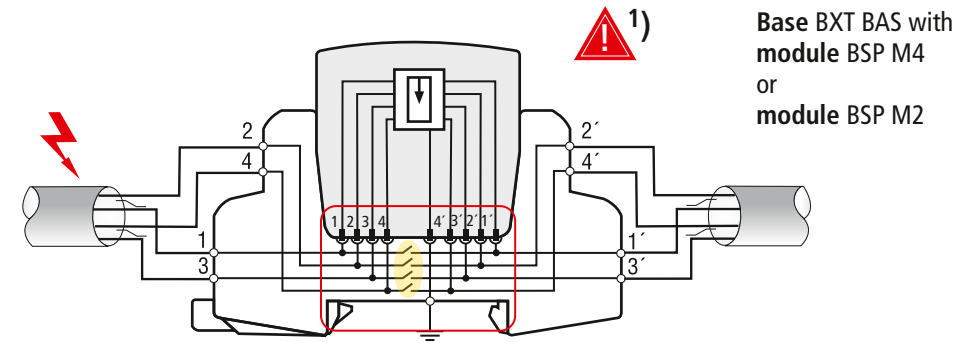 ! 1)
Base BXT BAS with
module BSP M4
or
module BSP M2
2 2´
4 4´
1 2 3 4 4´ 3´ 2´ 1´
1 1´
3 3´